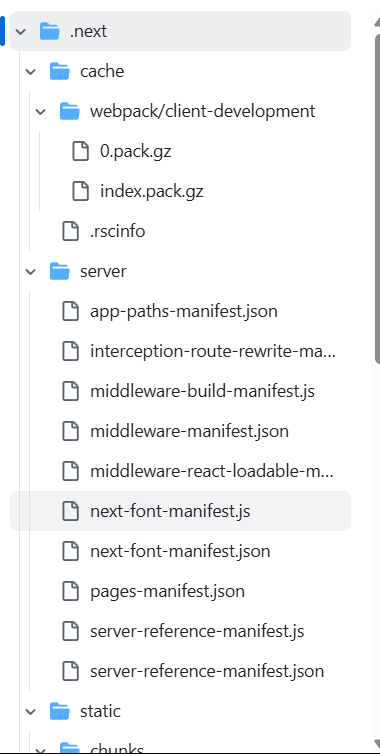 .next
cache
webpack/client-development
0.pack.gz
index.pack.gz
.rscinfo
server
app-paths-manifest.json
interception-route-rewrite-ma...
middleware-build-manifest.js
middleware-manifest.json
middleware-react-loadable-m...
next-font-manifest.js
next-font-manifest.json
pages-manifest.json
server-reference-manifest.js
server-reference-manifest.json
static
chunks